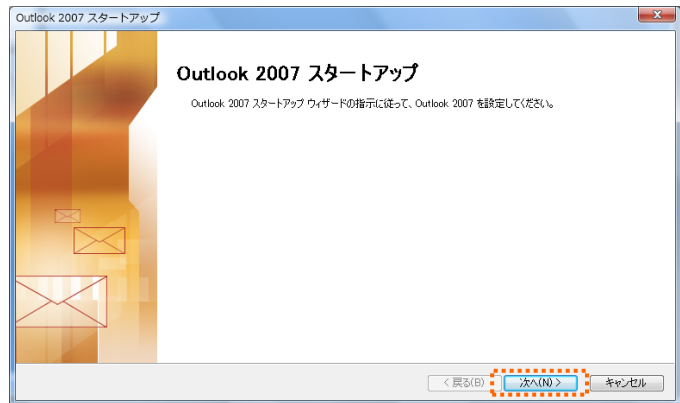 Outlook 2007 スタートアップ
Outlook 2007 スタートアップ
Outlook 2007 スタートアップ ウィザードの指示に従って、Outlook 2007 を設定してください。
< 戻る(B) 次へ(N) > キャンセル